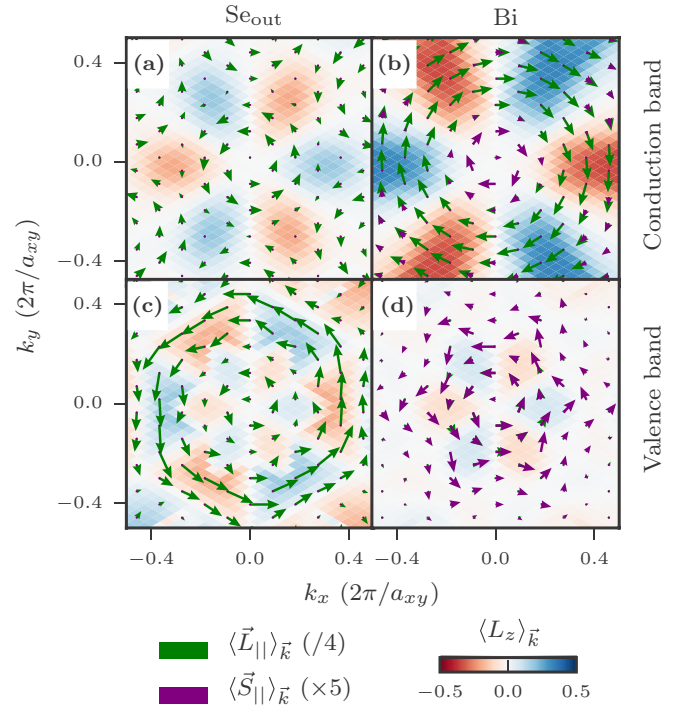 Se_out Bi
(a) (b)
0.4
0.0
−0.4
Conduction band
(c) (d)
0.4
0.0
−0.4
Valence band
k_y (2π/a_xy)
−0.4 0.0 0.4 −0.4 0.0 0.4
k_x (2π/a_xy)
⟨L⃗_||⟩_k⃗ (/4)
⟨S⃗_||⟩_k⃗ (×5)
⟨L_z⟩_k⃗
−0.5 0.0 0.5